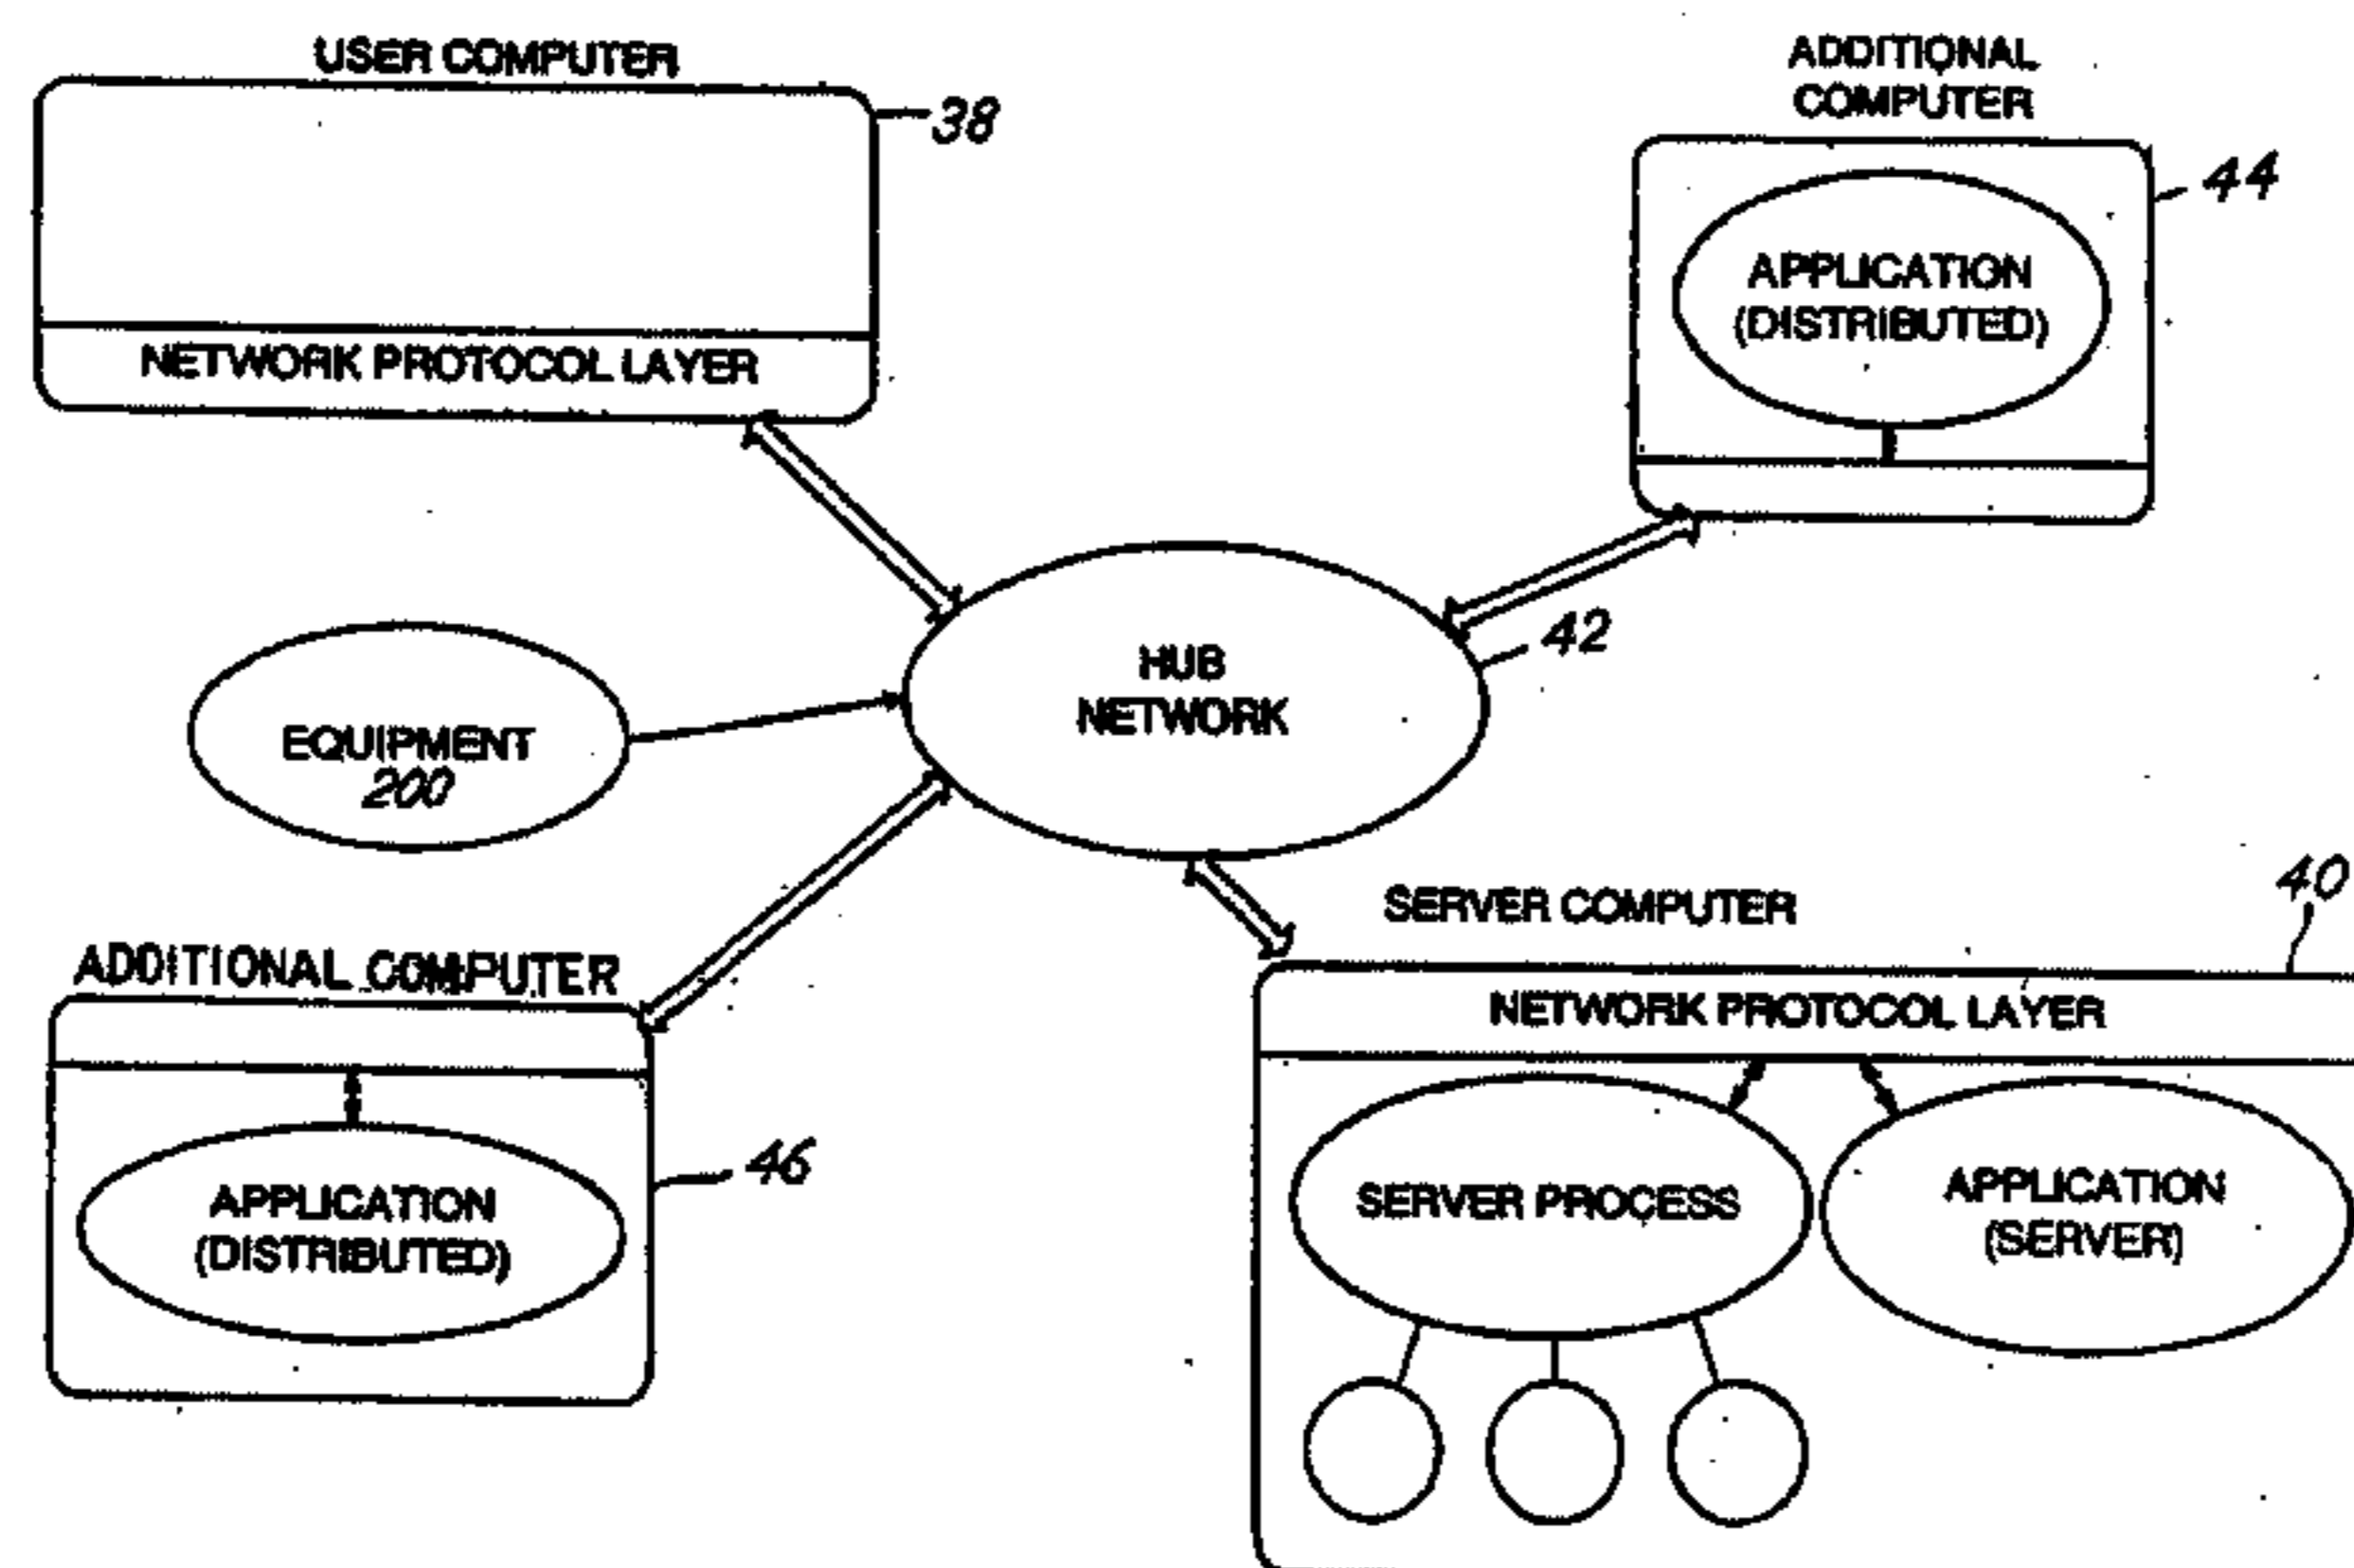 USER COMPUTER
38
NETWORK PROTOCOL LAYER
ADDITIONAL
COMPUTER
44
APPLICATION
(DISTRIBUTED)
HUB
NETWORK
42
EQUIPMENT
200
ADDITIONAL COMPUTER
APPLICATION
(DISTRIBUTED)
46
SERVER COMPUTER
40
NETWORK PROTOCOL LAYER
SERVER PROCESS
APPLICATION
(SERVER)